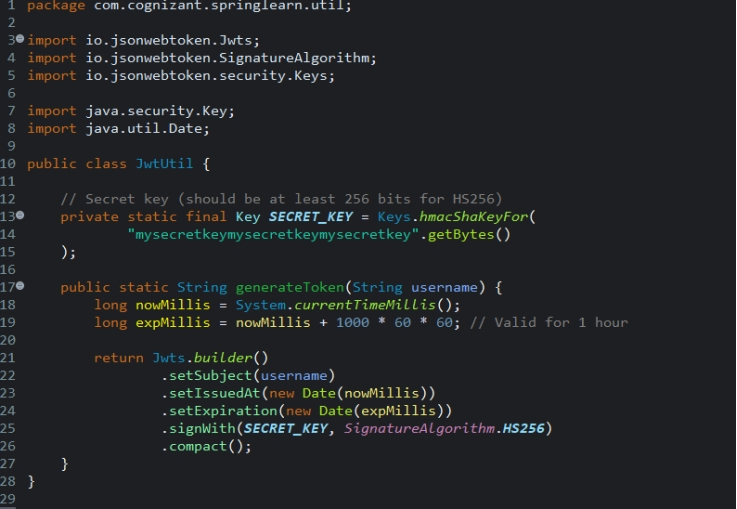 1 package com.cognizant.springlearn.util;
2
3 import io.jsonwebtoken.Jwts;
4 import io.jsonwebtoken.SignatureAlgorithm;
5 import io.jsonwebtoken.security.Keys;
6
7 import java.security.Key;
8 import java.util.Date;
9
10 public class JwtUtil {
11
12     // Secret key (should be at least 256 bits for HS256)
13     private static final Key SECRET_KEY = Keys.hmacShaKeyFor(
14             "mysecretkeymysecretkeymysecretkey".getBytes()
15     );
16
17     public static String generateToken(String username) {
18         long nowMillis = System.currentTimeMillis();
19         long expMillis = nowMillis + 1000 * 60 * 60; // Valid for 1 hour
20
21         return Jwts.builder()
22                 .setSubject(username)
23                 .setIssuedAt(new Date(nowMillis))
24                 .setExpiration(new Date(expMillis))
25                 .signWith(SECRET_KEY, SignatureAlgorithm.HS256)
26                 .compact();
27     }
28 }
29